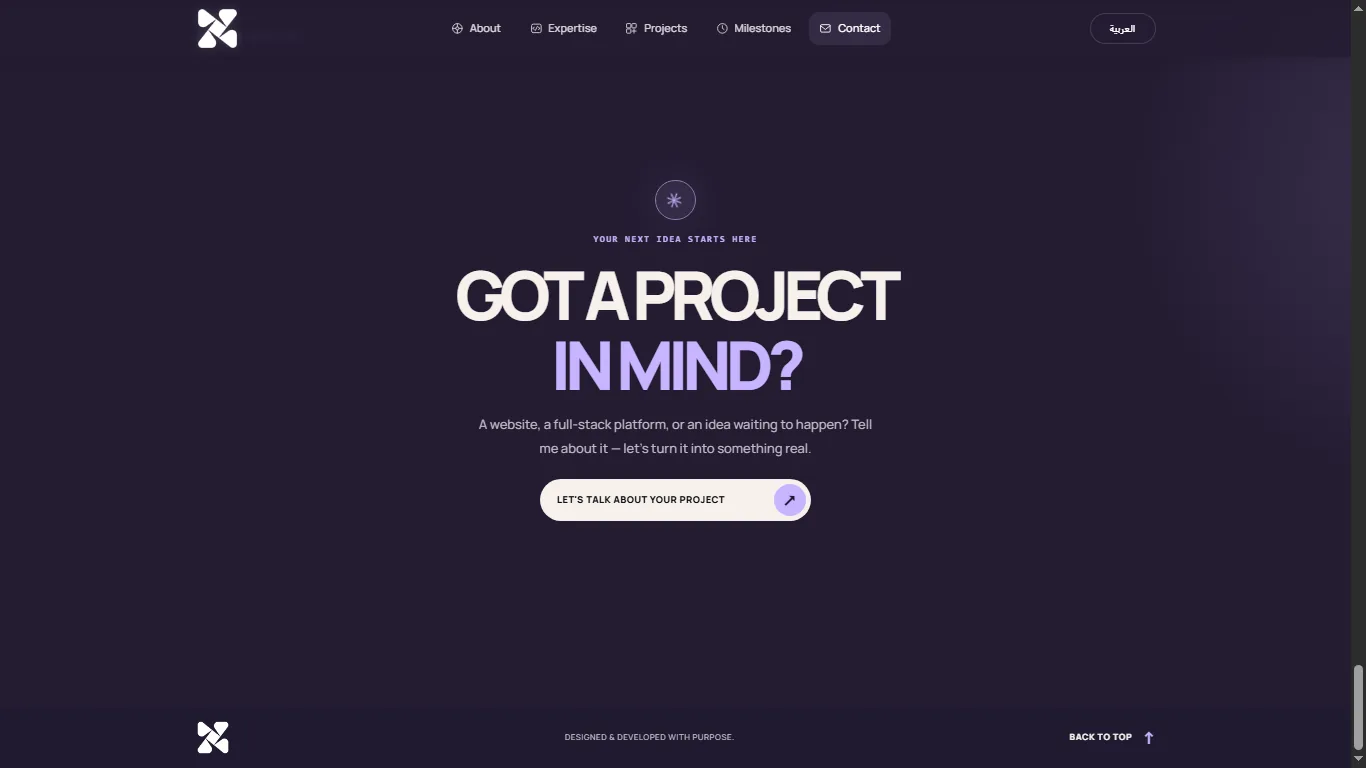 About
Expertise
Projects
Milestones
Contact
العربية
YOUR NEXT IDEA STARTS HERE
GOT A PROJECT
IN MIND?
A website, a full-stack platform, or an idea waiting to happen? Tell
me about it — let's turn it into something real.
LET'S TALK ABOUT YOUR PROJECT
DESIGNED & DEVELOPED WITH PURPOSE.
BACK TO TOP